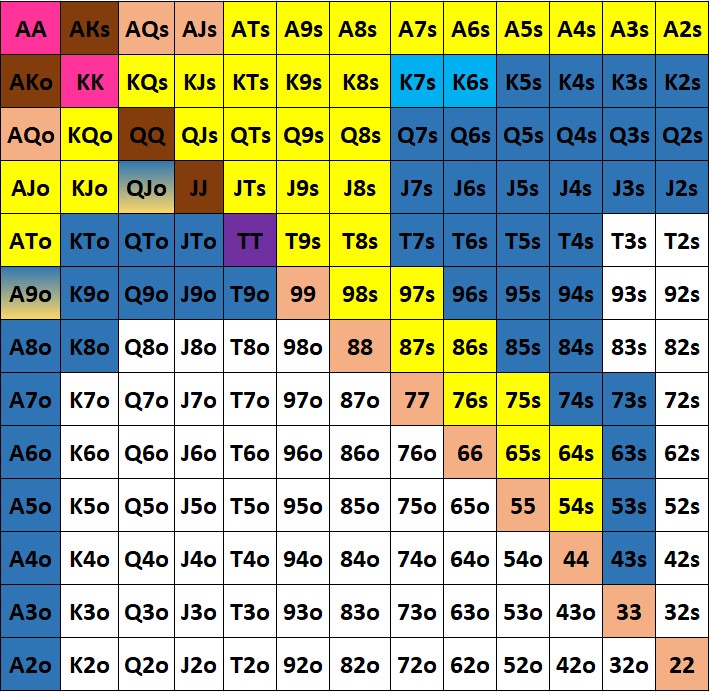 AA AKs AQs AJs ATs A9s A8s A7s A6s A5s A4s A3s A2s
AKo KK KQs KJs KTs K9s K8s K7s K6s K5s K4s K3s K2s
AQo KQo QQ QJs QTs Q9s Q8s Q7s Q6s Q5s Q4s Q3s Q2s
AJo KJo QJo JJ JTs J9s J8s J7s J6s J5s J4s J3s J2s
ATo KTo QTo JTo TT T9s T8s T7s T6s T5s T4s T3s T2s
A9o K9o Q9o J9o T9o 99 98s 97s 96s 95s 94s 93s 92s
A8o K8o Q8o J8o T8o 98o 88 87s 86s 85s 84s 83s 82s
A7o K7o Q7o J7o T7o 97o 87o 77 76s 75s 74s 73s 72s
A6o K6o Q6o J6o T6o 96o 86o 76o 66 65s 64s 63s 62s
A5o K5o Q5o J5o T5o 95o 85o 75o 65o 55 54s 53s 52s
A4o K4o Q4o J4o T4o 94o 84o 74o 64o 54o 44 43s 42s
A3o K3o Q3o J3o T3o 93o 83o 73o 63o 53o 43o 33 32s
A2o K2o Q2o J2o T2o 92o 82o 72o 62o 52o 42o 32o 22